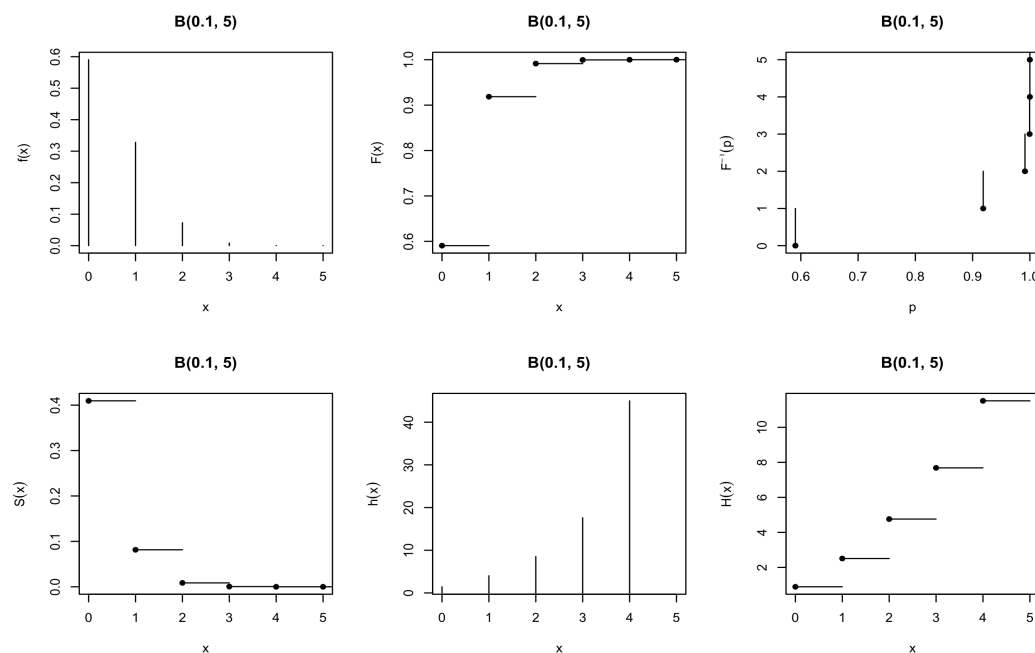 B(0.1, 5)
f(x)
0.6
0.5
0.4
0.3
0.2
0.1
0.0
0 1 2 3 4 5
x
B(0.1, 5)
F(x)
1.0
0.9
0.8
0.7
0.6
0 1 2 3 4 5
x
B(0.1, 5)
F⁻¹(p)
5
4
3
2
1
0
0.6 0.7 0.8 0.9 1.0
p
B(0.1, 5)
S(x)
0.4
0.3
0.2
0.1
0.0
0 1 2 3 4 5
x
B(0.1, 5)
h(x)
40
30
20
10
0
0 1 2 3 4 5
x
B(0.1, 5)
H(x)
10
8
6
4
2
0 1 2 3 4 5
x